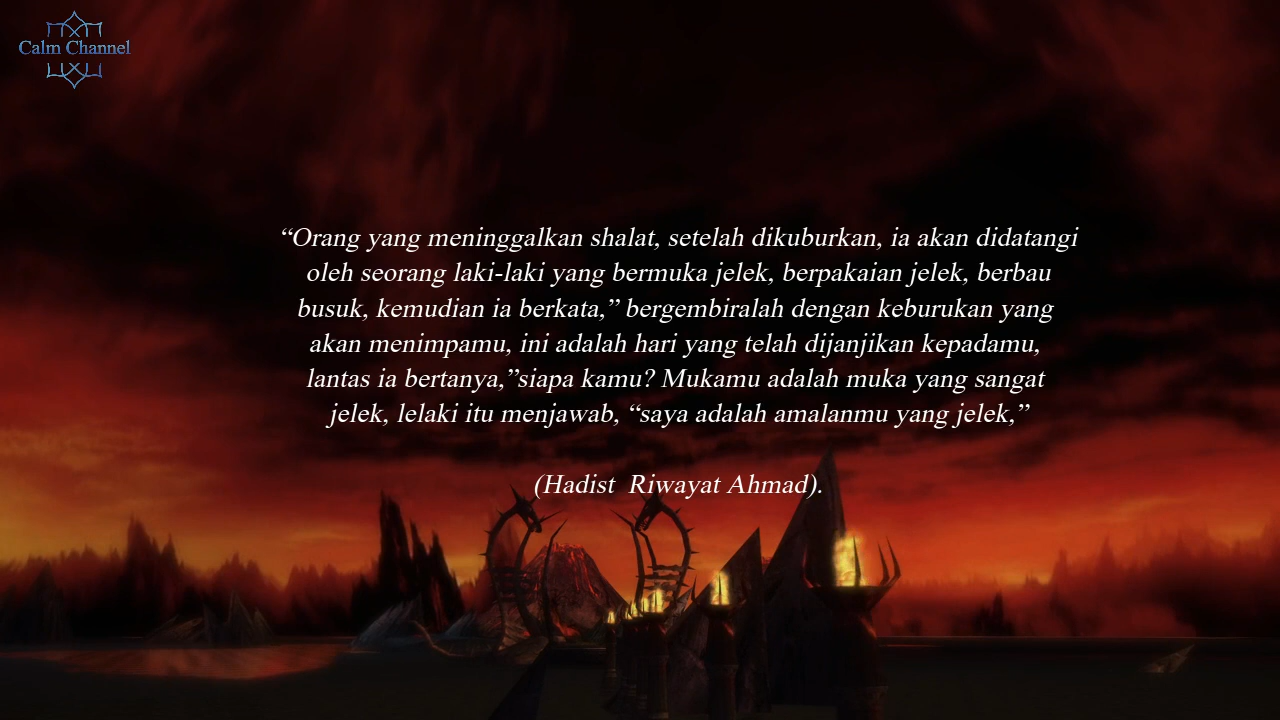 Calm Channel
“Orang yang meninggalkan shalat, setelah dikuburkan, ia akan didatangi
oleh seorang laki-laki yang bermuka jelek, berpakaian jelek, berbau
busuk, kemudian ia berkata,” bergembiralah dengan keburukan yang
akan menimpamu, ini adalah hari yang telah dijanjikan kepadamu,
lantas ia bertanya,”siapa kamu? Mukamu adalah muka yang sangat
jelek, lelaki itu menjawab, “saya adalah amalanmu yang jelek,”
(Hadist  Riwayat Ahmad).